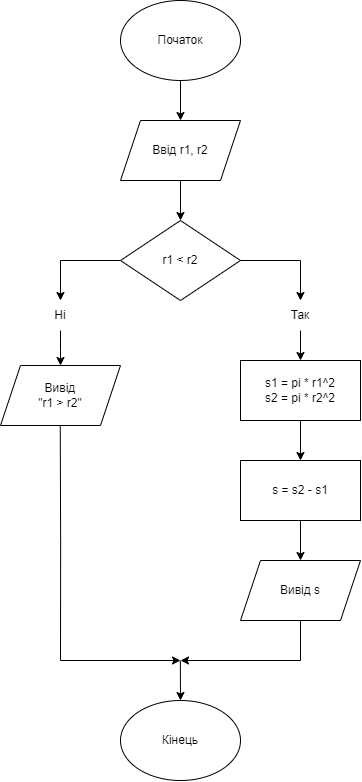 Початок
Ввід r1, r2
r1 < r2
Ні
Так
Вивід
"r1 > r2"
s1 = pi * r1^2
s2 = pi * r2^2
s = s2 - s1
Вивід s
Кінець